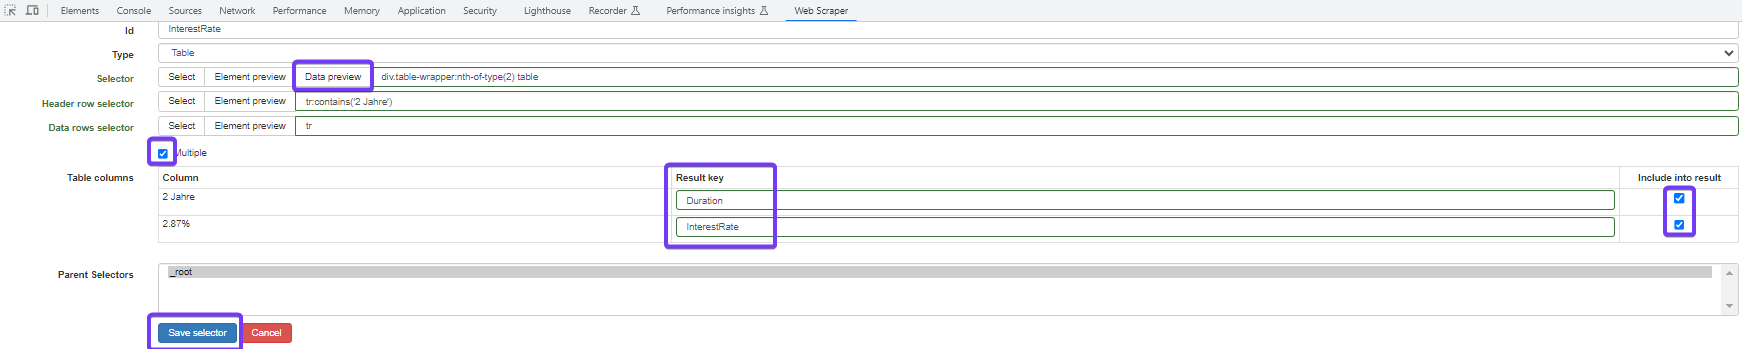 Elements Console Sources Network Performance Memory Application Security Lighthouse Recorder Performance insights Web Scraper
Id InterestRate
Type Table
Selector Select Element preview Data preview div.table-wrapper:nth-of-type(2) table
Header row selector Select Element preview tr:contains('2 Jahre')
Data rows selector Select Element preview tr
Multiple
Table columns Column Result key Include into result
2 Jahre Duration
2.87% InterestRate
Parent Selectors _root
Save selector Cancel